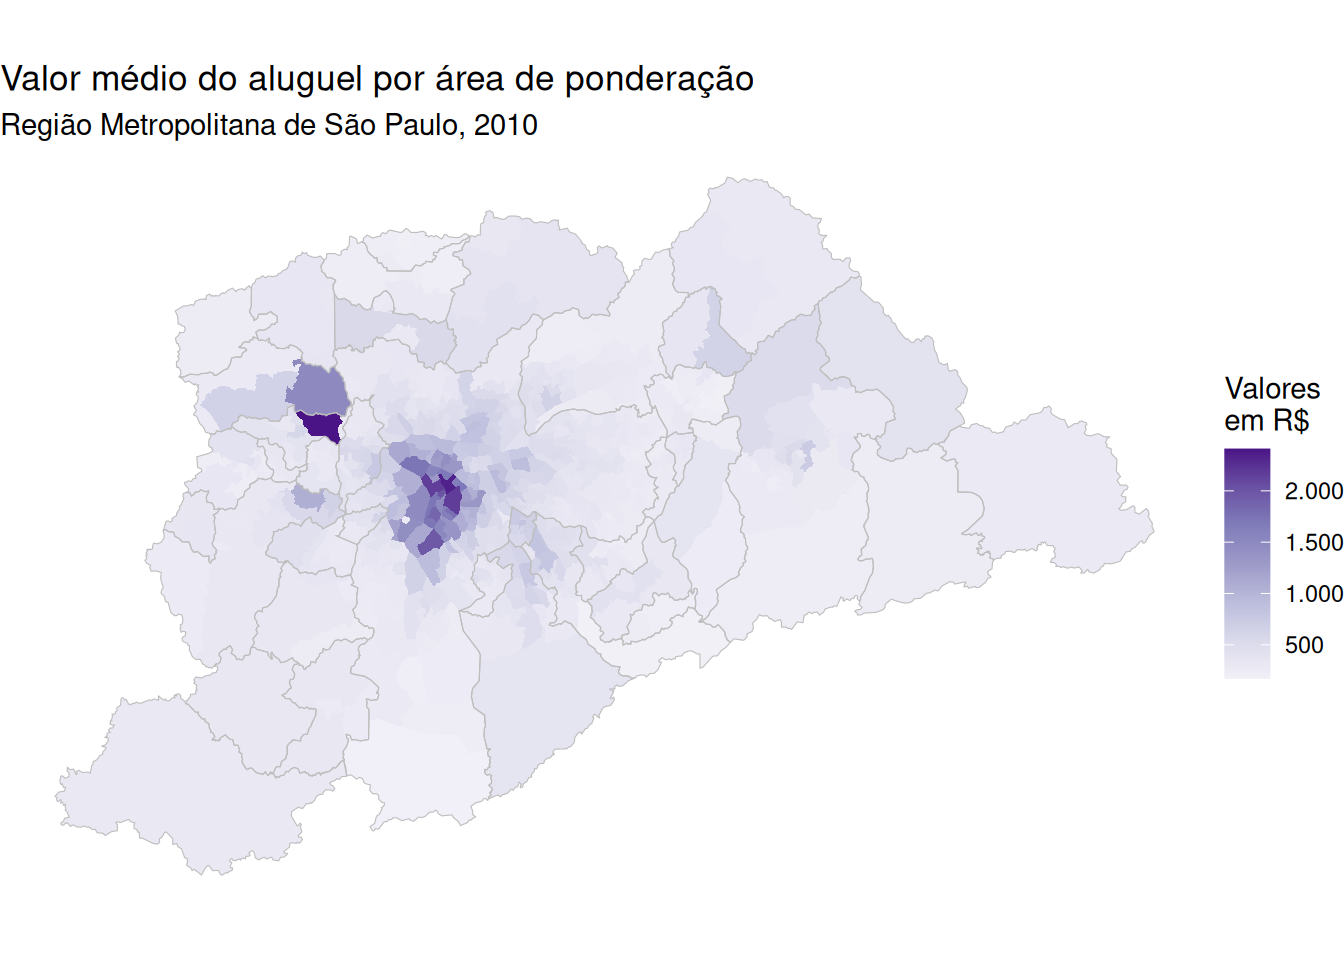 Valor médio do aluguel por área de ponderação
Região Metropolitana de São Paulo, 2010
Valores
em R$
2.000
1.500
1.000
500